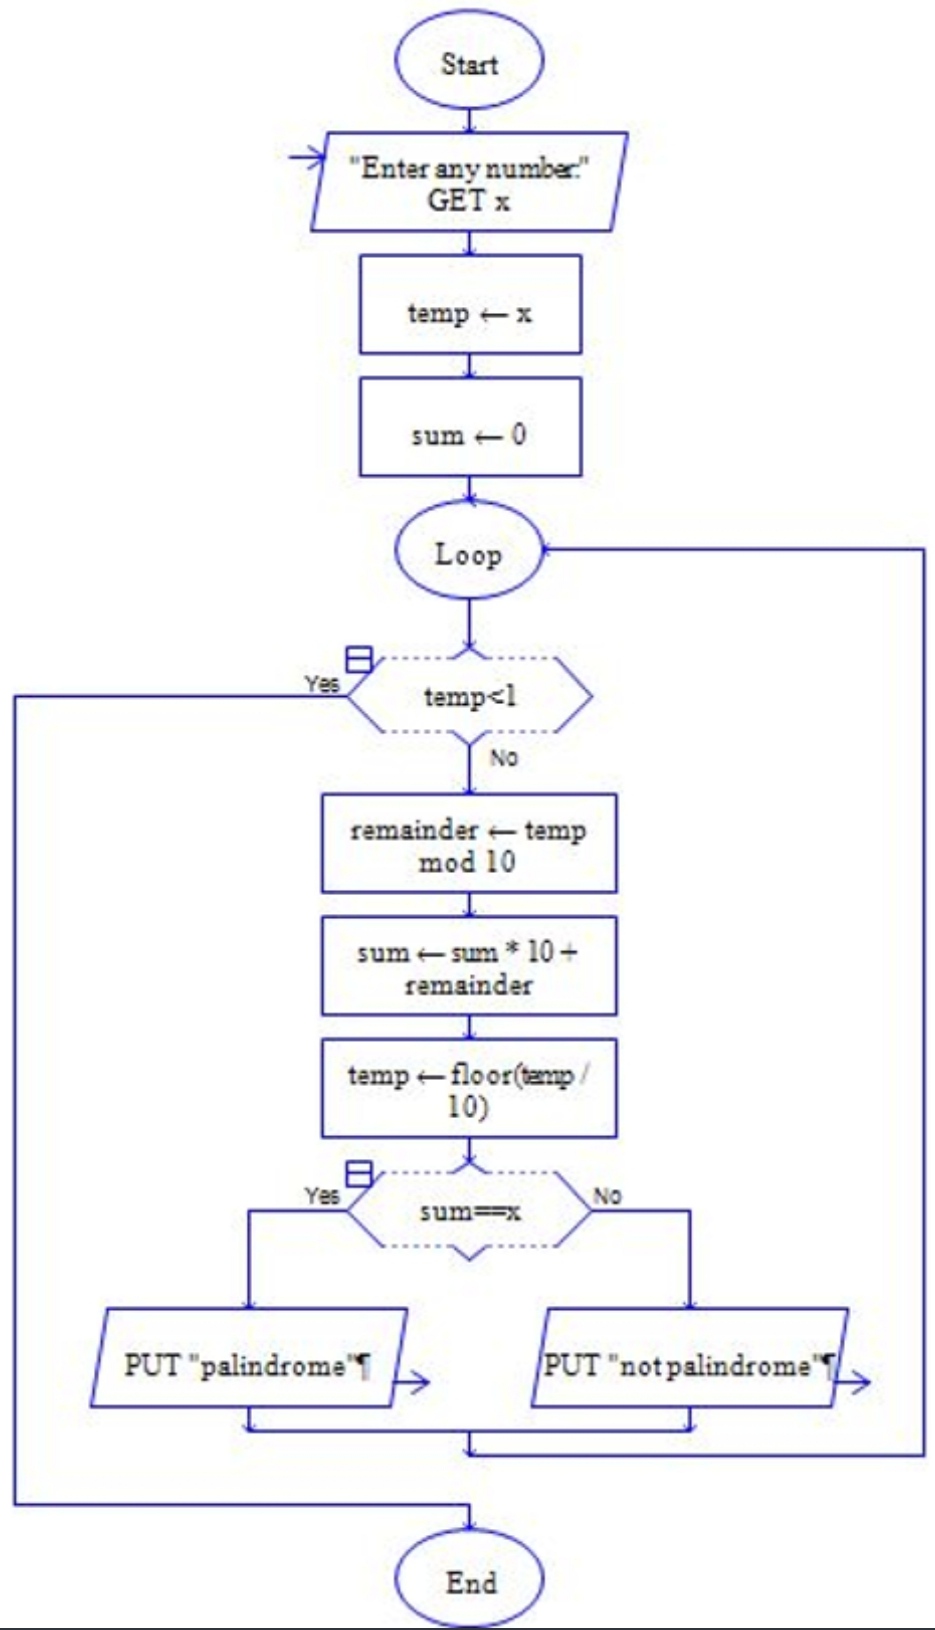 Start
"Enter any number:"
GET x
temp ← x
sum ← 0
Loop
Yes
temp<1
No
remainder ← temp
mod 10
sum ← sum * 10 +
remainder
temp ← floor(temp /
10)
Yes
sum==x
No
PUT "palindrome"¶
PUT "not palindrome"¶
End